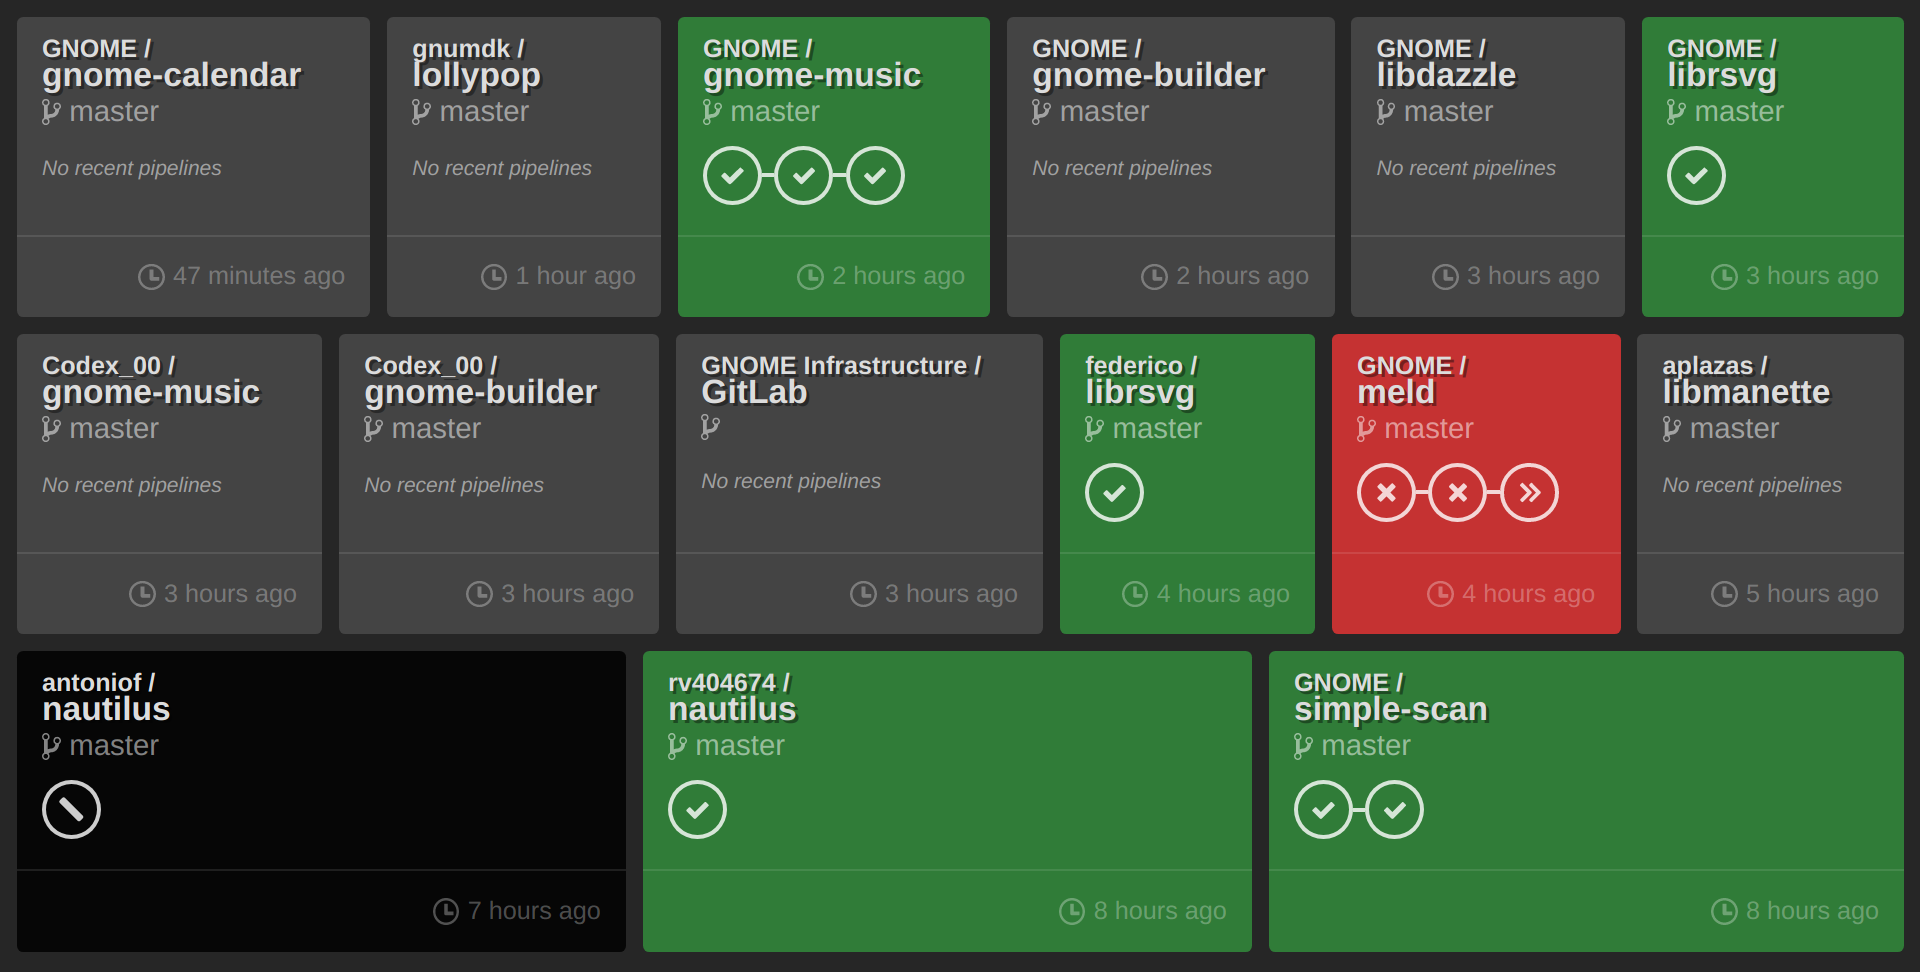 GNOME /
gnome-calendar
master
No recent pipelines
47 minutes ago
gnumdk /
lollypop
master
No recent pipelines
1 hour ago
GNOME /
gnome-music
master
2 hours ago
GNOME /
gnome-builder
master
No recent pipelines
2 hours ago
GNOME /
libdazzle
master
No recent pipelines
3 hours ago
GNOME /
librsvg
master
3 hours ago
Codex_00 /
gnome-music
master
No recent pipelines
3 hours ago
Codex_00 /
gnome-builder
master
No recent pipelines
3 hours ago
GNOME Infrastructure /
GitLab
No recent pipelines
3 hours ago
federico /
librsvg
master
4 hours ago
GNOME /
meld
master
4 hours ago
aplazas /
libmanette
master
No recent pipelines
5 hours ago
antoniof /
nautilus
master
7 hours ago
rv404674 /
nautilus
master
8 hours ago
GNOME /
simple-scan
master
8 hours ago